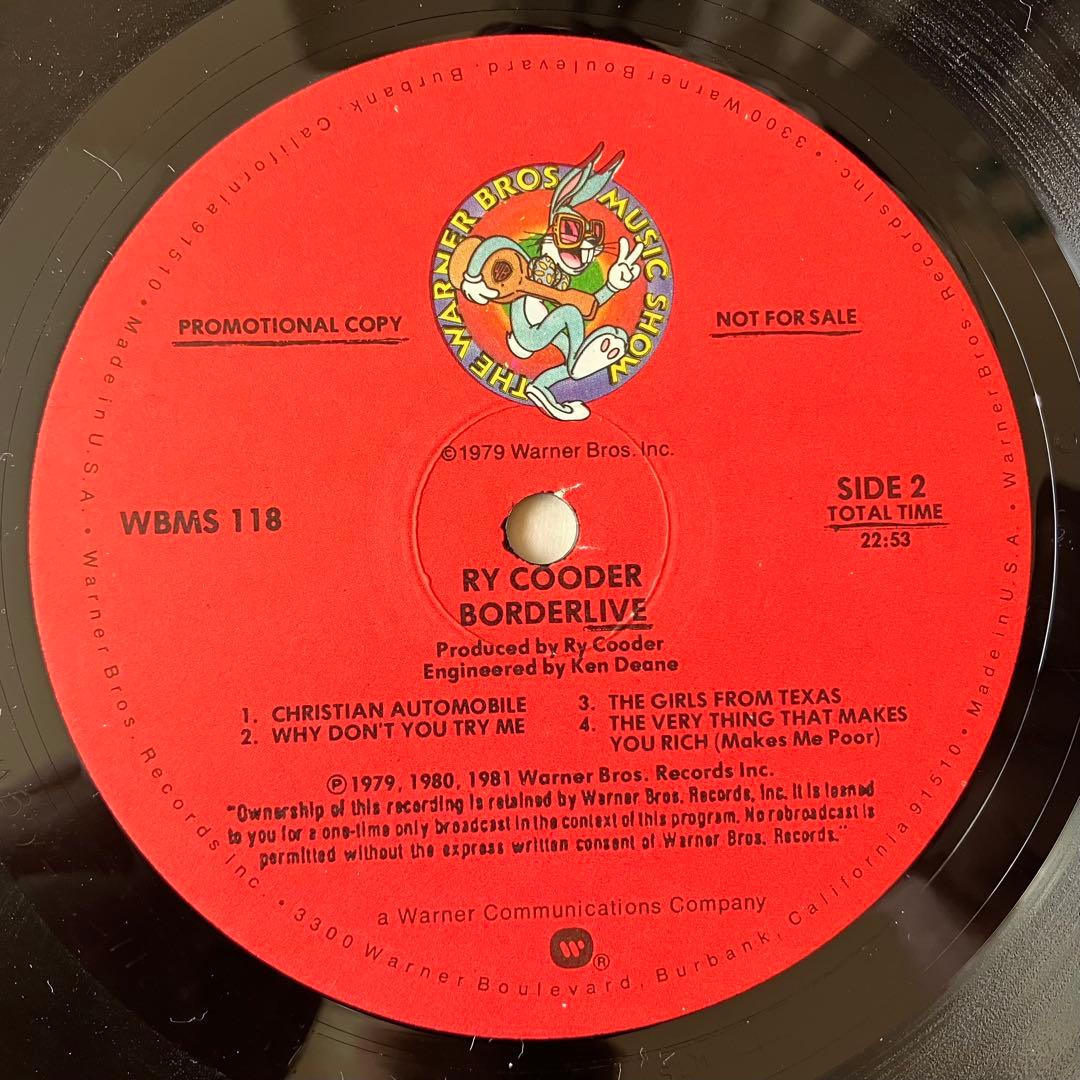 THE WARNER BROS MUSIC SHOW
PROMOTIONAL COPY
NOT FOR SALE
©1979 Warner Bros. Inc.
WBMS 118
SIDE 2
TOTAL TIME
22:53
RY COODER
BORDERLIVE
Produced by Ry Cooder
Engineered by Ken Deane
1. CHRISTIAN AUTOMOBILE
2. WHY DON'T YOU TRY ME
3. THE GIRLS FROM TEXAS
4. THE VERY THING THAT MAKES
YOU RICH (Makes Me Poor)
℗1979, 1980, 1981 Warner Bros. Records Inc.
"Ownership of this recording is retained by Warner Bros. Records, Inc. It is loaned
to you for a one-time only broadcast in the context of this program. No rebroadcast is
permitted without the express written consent of Warner Bros. Records."
a Warner Communications Company
®
Warner Bros. Records Inc. • 3300 Warner Boulevard, Burbank, California 91510 • Made in U.S.A. • Warner Bros. Records Inc. • 3300 Warner Boulevard, Burbank, California 91510 • Made in U.S.A. •